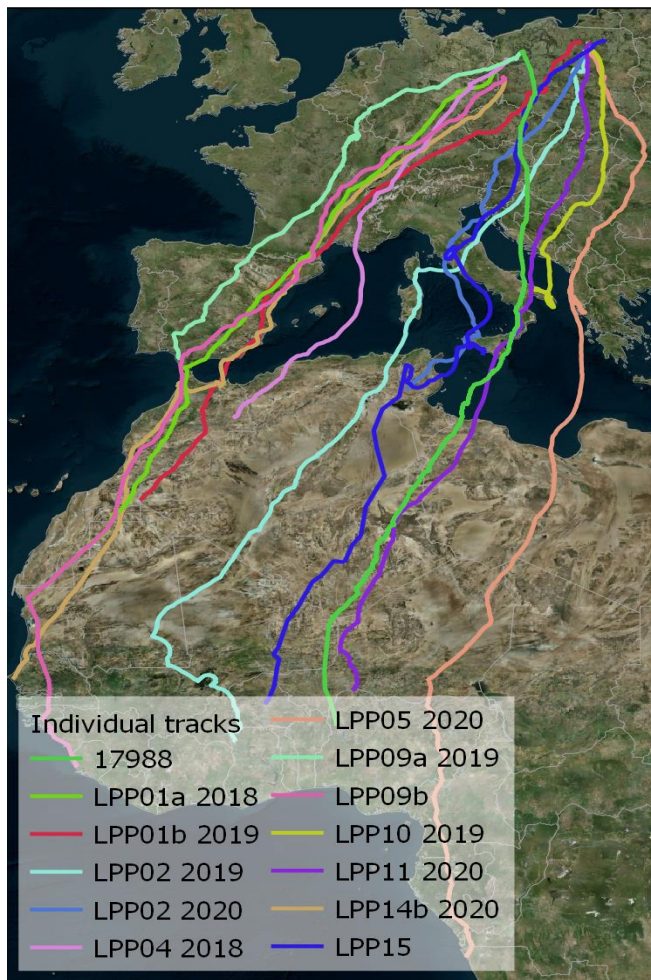 Individual tracks
17988
LPP01a 2018
LPP01b 2019
LPP02 2019
LPP02 2020
LPP04 2018
LPP05 2020
LPP09a 2019
LPP09b
LPP10 2019
LPP11 2020
LPP14b 2020
LPP15